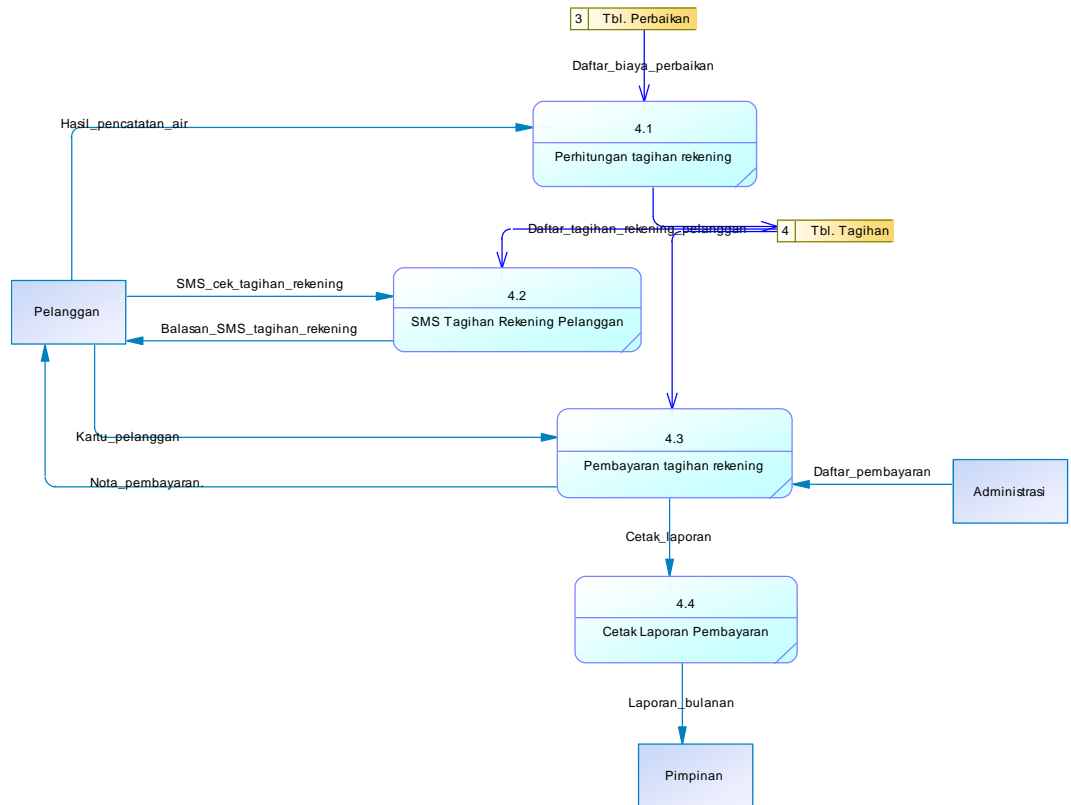 3 Tbl. Perbaikan
Daftar_biaya_perbaikan
Hasil_pencatatan_air
4.1
Perhitungan tagihan rekening
Daftar_tagihan_rekening_pelanggan
4 Tbl. Tagihan
SMS_cek_tagihan_rekening
4.2
Pelanggan
SMS Tagihan Rekening Pelanggan
Balasan_SMS_tagihan_rekening
Kartu_pelanggan
4.3
Pembayaran tagihan rekening
Daftar_pembayaran
Nota_pembayaran.
Administrasi
Cetak_laporan
4.4
Cetak Laporan Pembayaran
Laporan_bulanan
Pimpinan